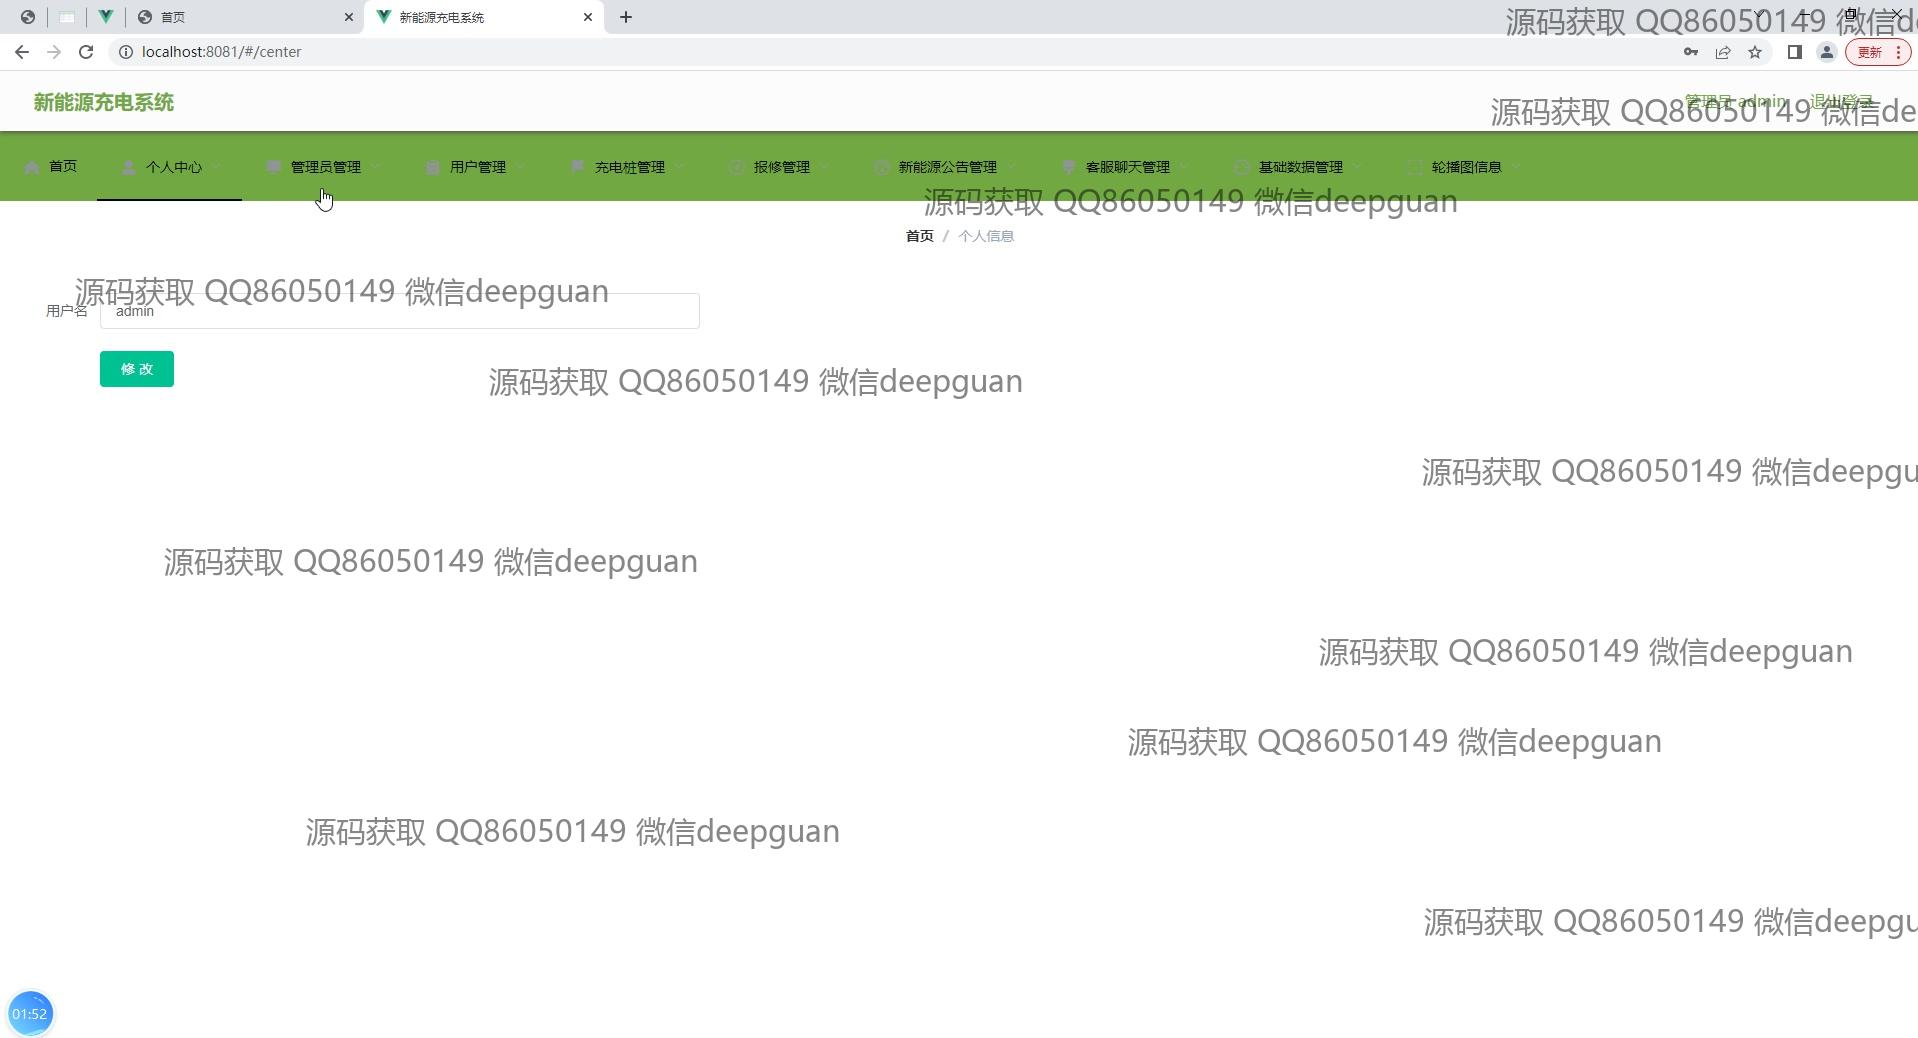 首页
新能源充电系统
源码获取 QQ86050149 微信de
localhost:8081/#/center
更新
新能源充电系统
管理员 admin
退出登录
源码获取 QQ86050149 微信de
首页
个人中心
管理员管理
用户管理
充电桩管理
报修管理
新能源公告管理
客服聊天管理
基础数据管理
轮播图信息
源码获取 QQ86050149 微信deepguan
首页 / 个人信息
源码获取 QQ86050149 微信deepguan
用户名
admin
修 改
源码获取 QQ86050149 微信deepguan
源码获取 QQ86050149 微信deepgu
源码获取 QQ86050149 微信deepguan
源码获取 QQ86050149 微信deepguan
源码获取 QQ86050149 微信deepguan
源码获取 QQ86050149 微信deepguan
源码获取 QQ86050149 微信deepgu
01:52